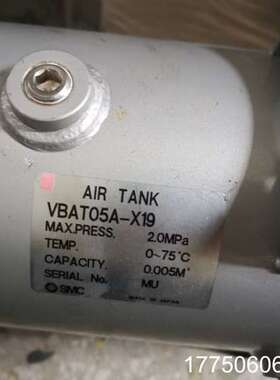 AIR TANK
VBAT05A-X19
MAX.PRESS. 2.0MPa
TEMP. 0~75°C
CAPACITY. 0.005M³
SERIAL No. MU
SMC MADE IN JAPAN
17750606